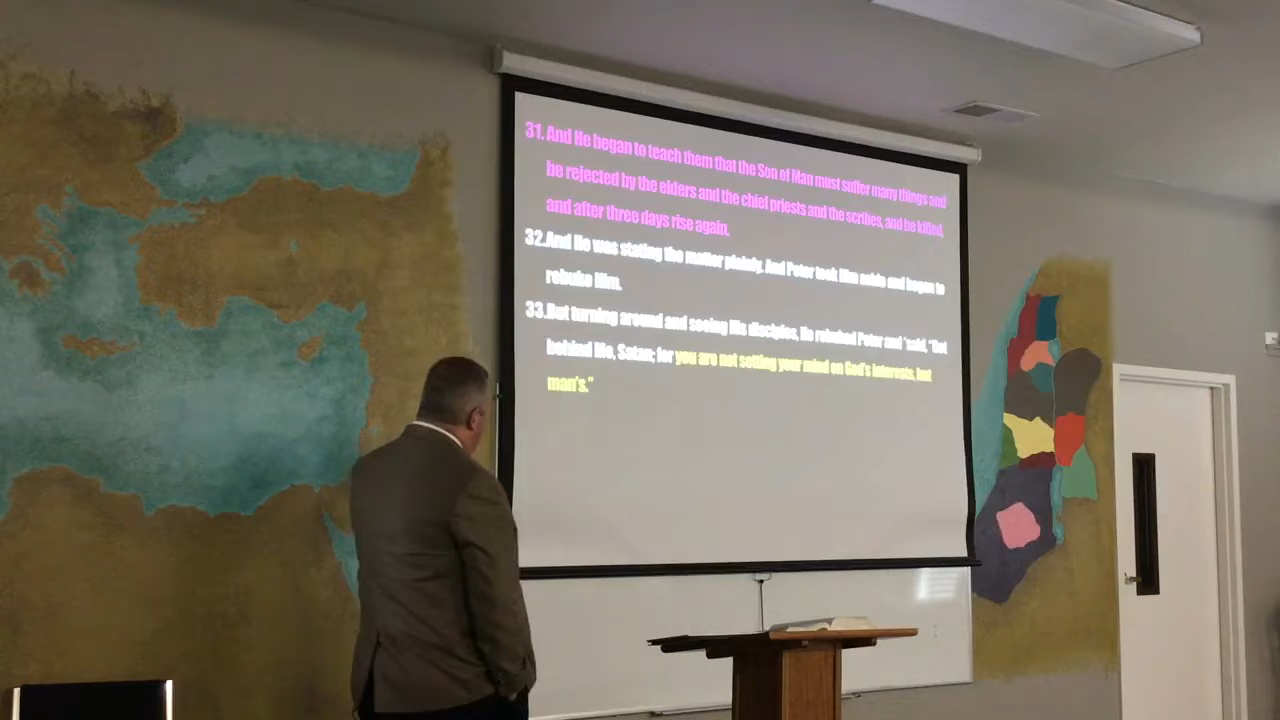 31. And He began to teach them that the Son of Man must suffer many things and
be rejected by the elders and the chief priests and the scribes, and be killed,
and after three days rise again.
32. And He was stating the matter plainly. And Peter took Him aside and began to
rebuke Him.
33. But turning around and seeing His disciples, He rebuked Peter and *said, "Get
behind Me, Satan; for you are not setting your mind on God's interests, but
man's."